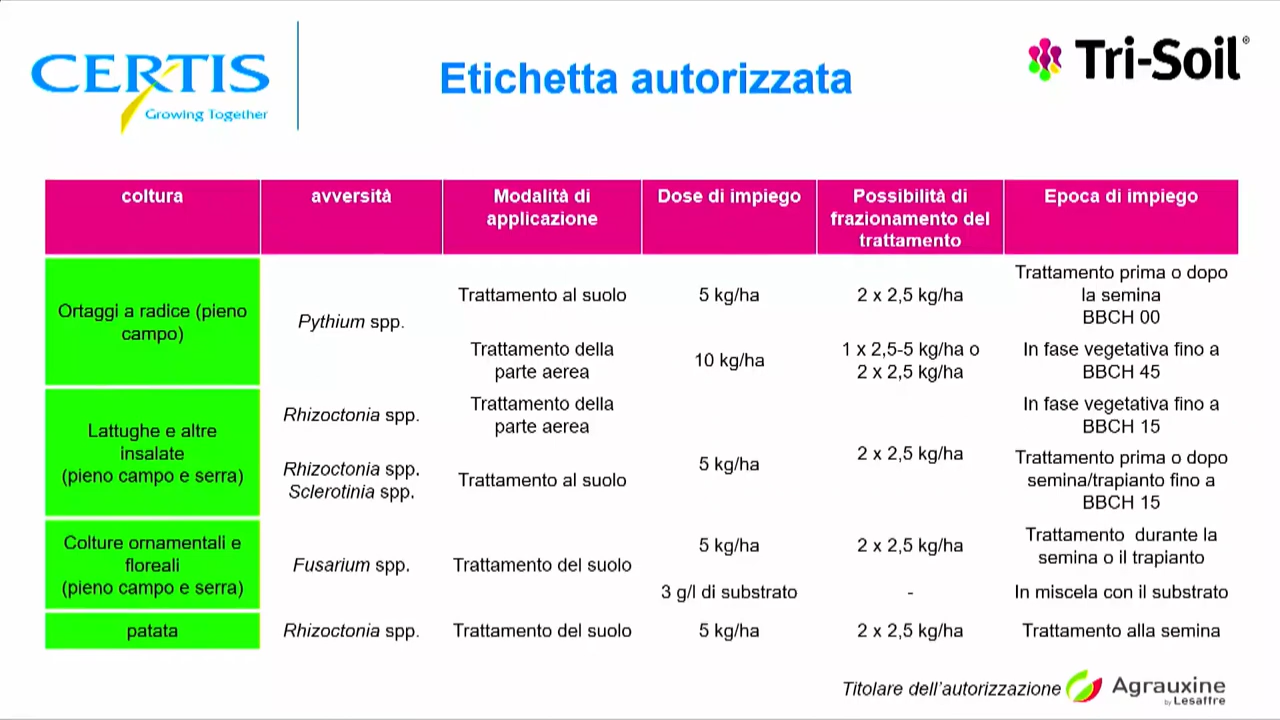 CERTIS
Growing Together
Etichetta autorizzata
Tri-Soil®
coltura
avversità
Modalità di
applicazione
Dose di impiego
Possibilità di
frazionamento del
trattamento
Epoca di impiego
Ortaggi a radice (pieno
campo)
Pythium spp.
Trattamento al suolo
5 kg/ha
2 x 2,5 kg/ha
Trattamento prima o dopo
la semina
BBCH 00
Trattamento della
parte aerea
10 kg/ha
1 x 2,5-5 kg/ha o
2 x 2,5 kg/ha
In fase vegetativa fino a
BBCH 45
Lattughe e altre
insalate
(pieno campo e serra)
Rhizoctonia spp.
Trattamento della
parte aerea
5 kg/ha
2 x 2,5 kg/ha
In fase vegetativa fino a
BBCH 15
Rhizoctonia spp.
Sclerotinia spp.
Trattamento al suolo
Trattamento prima o dopo
semina/trapianto fino a
BBCH 15
Colture ornamentali e
floreali
(pieno campo e serra)
Fusarium spp.
Trattamento del suolo
5 kg/ha
2 x 2,5 kg/ha
Trattamento durante la
semina o il trapianto
3 g/l di substrato
-
In miscela con il substrato
patata
Rhizoctonia spp.
Trattamento del suolo
5 kg/ha
2 x 2,5 kg/ha
Trattamento alla semina
Titolare dell'autorizzazione
Agrauxine
by Lesaffre